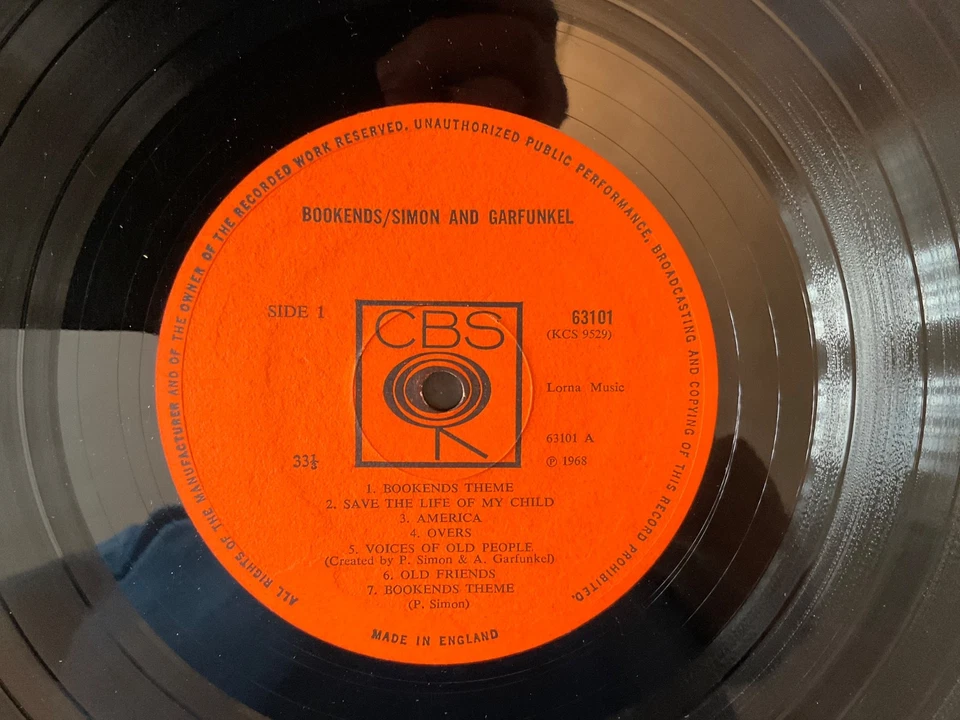 ALL RIGHTS OF THE MANUFACTURER AND OF THE OWNER OF THE RECORDED WORK RESERVED. UNAUTHORIZED PUBLIC PERFORMANCE, BROADCASTING AND COPYING OF THIS RECORD PROHIBITED.
BOOKENDS/SIMON AND GARFUNKEL
SIDE 1
CBS
63101
(KCS 9529)
Lorna Music
63101 A
33⅓
℗ 1968
1. BOOKENDS THEME
2. SAVE THE LIFE OF MY CHILD
3. AMERICA
4. OVERS
5. VOICES OF OLD PEOPLE
(Created by P. Simon & A. Garfunkel)
6. OLD FRIENDS
7. BOOKENDS THEME
(P. Simon)
MADE IN ENGLAND